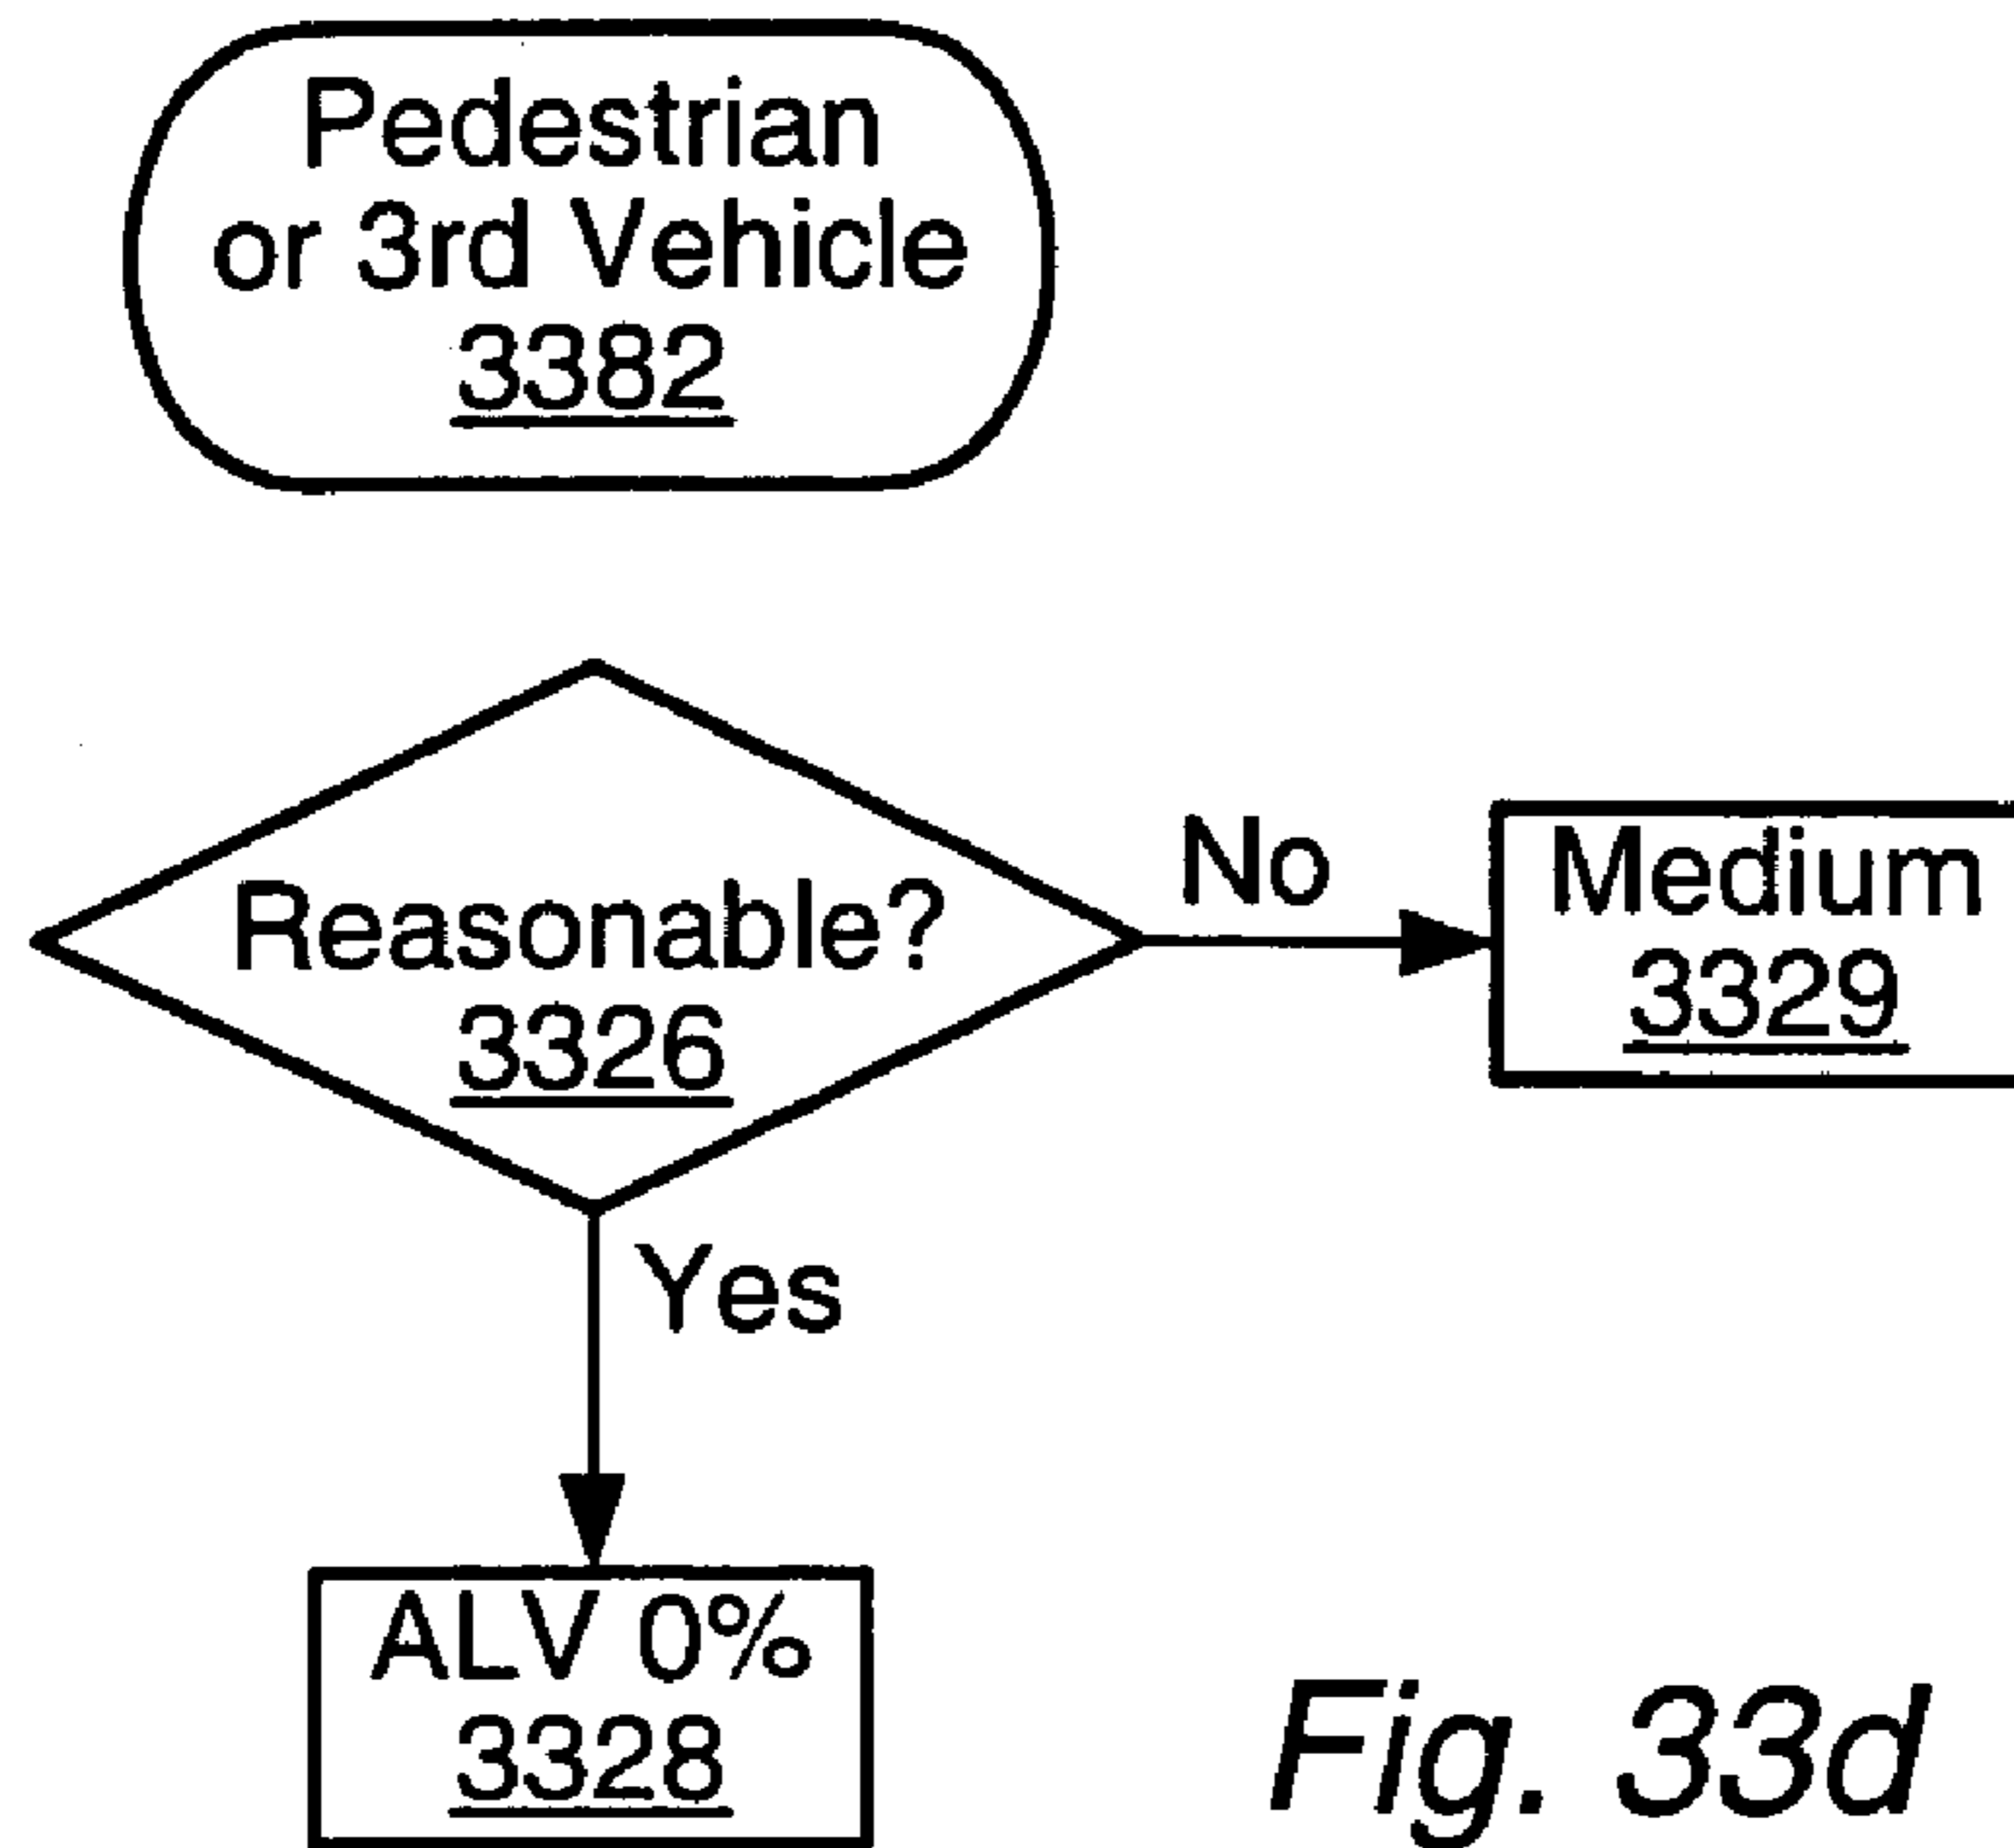 Pedestrian
or 3rd Vehicle
3382
Reasonable?
3326
No
Medium
3329
Yes
ALV 0%
3328
Fig. 33d